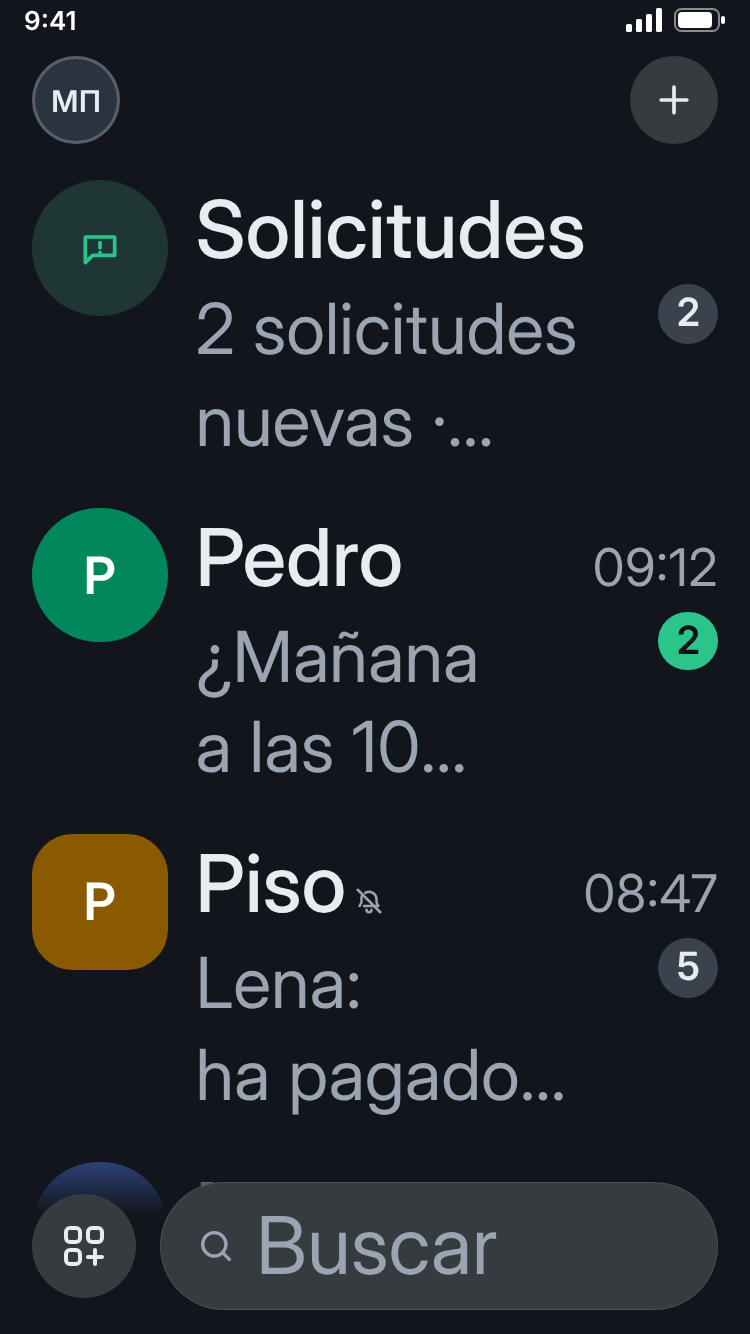 9:41
МП
Solicitudes
2 solicitudes
nuevas ·...
2
P
Pedro
09:12
¿Mañana
a las 10...
2
P
Piso
08:47
Lena:
ha pagado...
5
Buscar